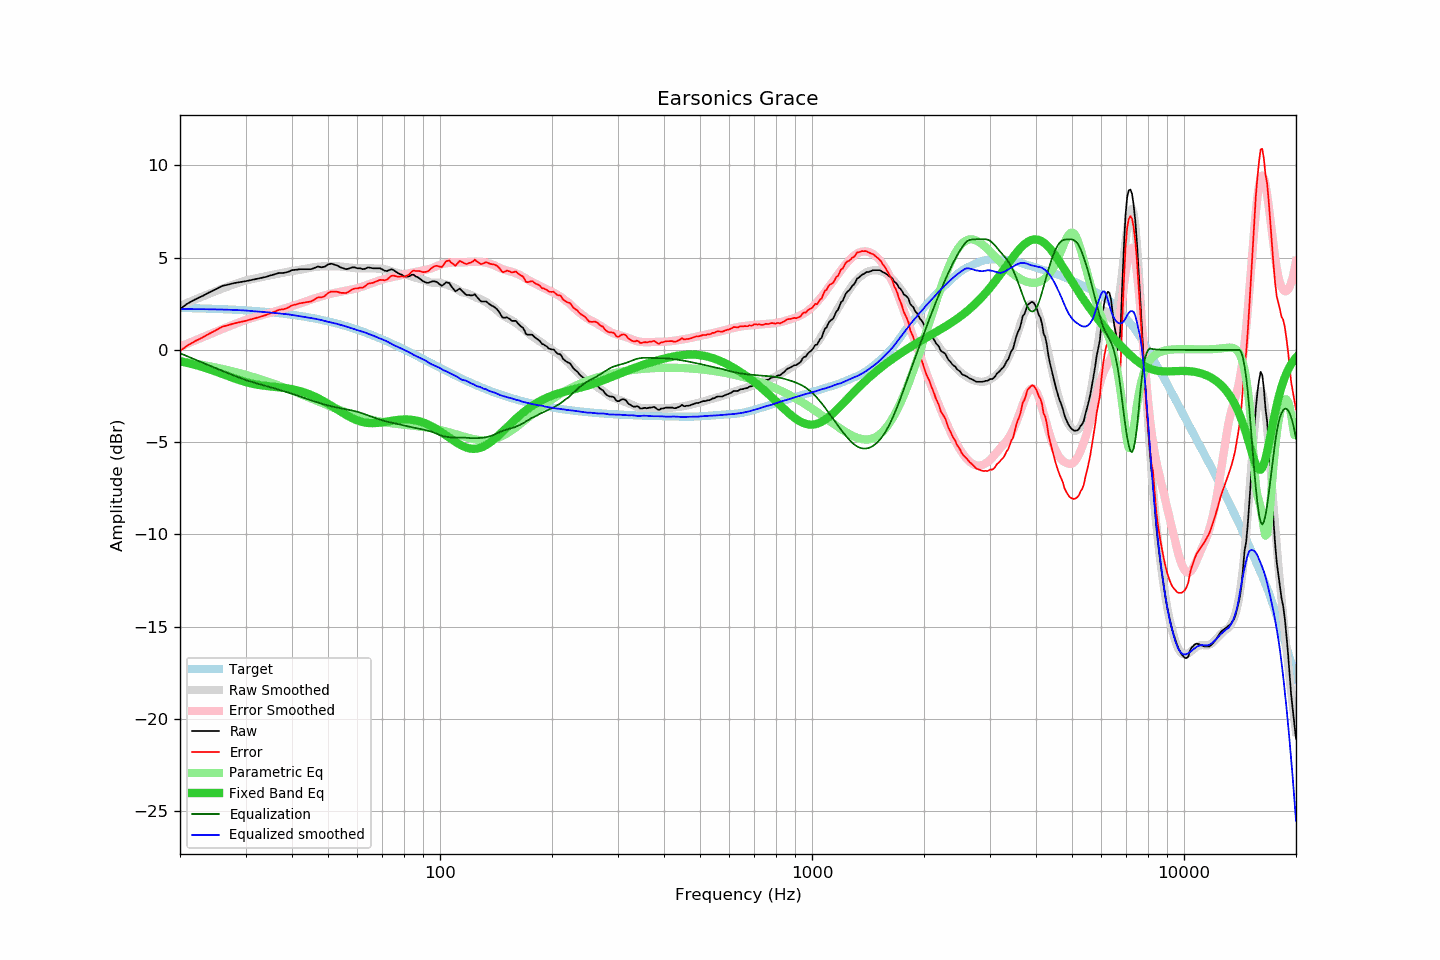 Earsonics Grace
10
5
0
−5
−10
−15
−20
−25
Amplitude (dBr)
Target
Raw Smoothed
Error Smoothed
Raw
Error
Parametric Eq
Fixed Band Eq
Equalization
Equalized smoothed
100
1000
10000
Frequency (Hz)